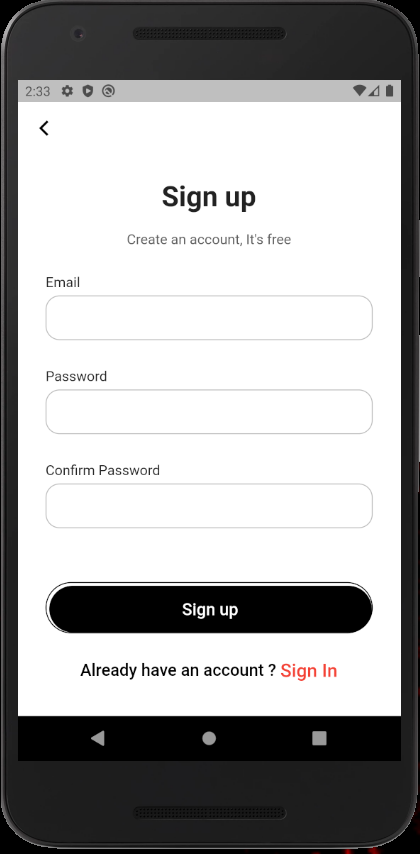 2:33
Sign up
Create an account, It's free
Email
Password
Confirm Password
Sign up
Already have an account ? Sign In